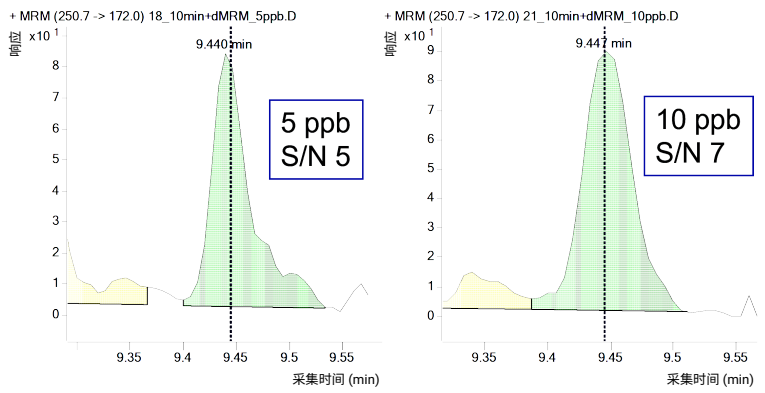 + MRM (250.7 -> 172.0) 18_10min+dMRM_5ppb.D
响应
x10 1
9.440 min
8
7
6
5
4
3
2
1
0
5 ppb
S/N 5
9.35
9.4
9.45
9.5
9.55
采集时间 (min)
+ MRM (250.7 -> 172.0) 21_10min+dMRM_10ppb.D
响应
x10 1
9.447 min
9
8
7
6
5
4
3
2
1
0
10 ppb
S/N 7
9.35
9.4
9.45
9.5
9.55
采集时间 (min)